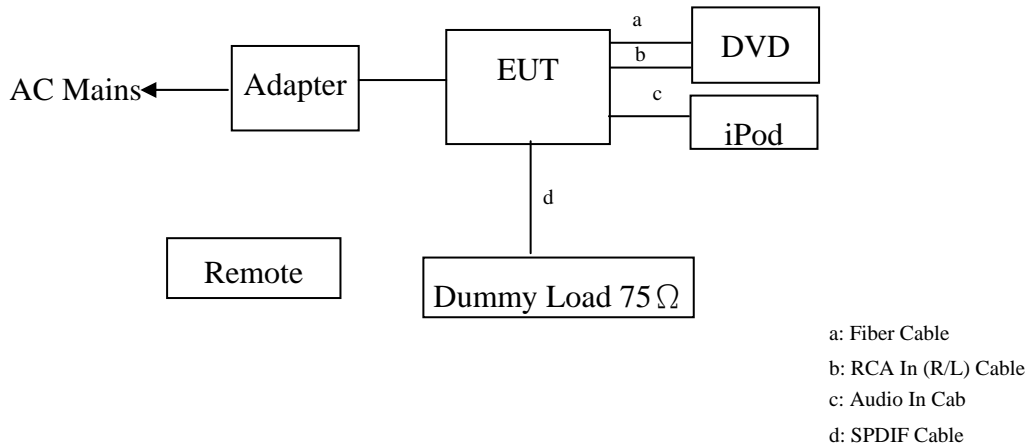 a
DVD
b
EUT
Adapter
AC Mains
c
iPod
d
Remote
Dummy Load 75Ω
a: Fiber Cable
b: RCA In (R/L) Cable
c: Audio In Cab
d: SPDIF Cable